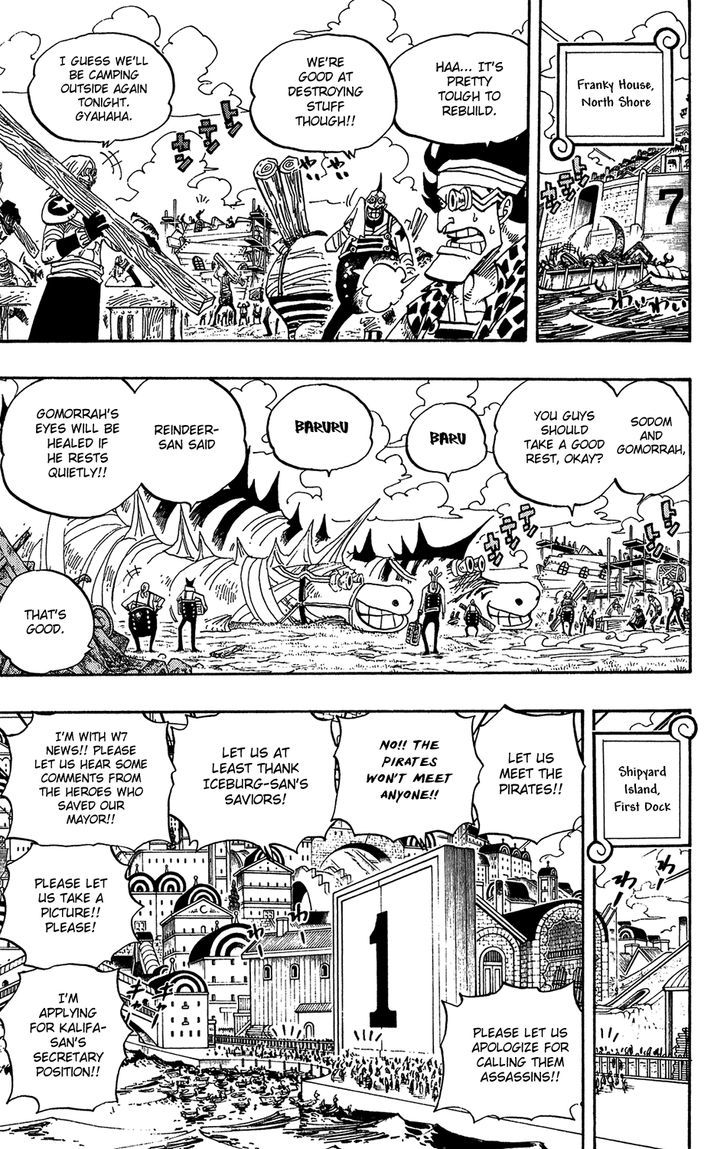 Franky House,
North Shore
7
HAA... IT'S
PRETTY
TOUGH TO
REBUILD.
WE'RE
GOOD AT
DESTROYING
STUFF
THOUGH!!
I GUESS WE'LL
BE CAMPING
OUTSIDE AGAIN
TONIGHT.
GYAHAHA.
SODOM
AND
GOMORRAH,
YOU GUYS
SHOULD
TAKE A GOOD
REST, OKAY?
BARU
BARURU
REINDEER-
SAN SAID
GOMORRAH'S
EYES WILL
BE HEALED IF
HE RESTS
QUIETLY!!
THAT'S
GOOD.
Shipyard
Island,
First Dock
LET US
MEET THE
PIRATES!!
NO!! THE
PIRATES
WON'T MEET
ANYONE!!
LET US AT
LEAST THANK
ICEBURG-SAN'S
SAVIORS!
I'M WITH W7
NEWS!! PLEASE
LET US HEAR SOME
COMMENTS FROM
THE HEROES WHO
SAVED OUR
MAYOR!!
PLEASE LET
US TAKE A
PICTURE!!
PLEASE!
1
PLEASE LET US
APOLOGIZE FOR
CALLING THEM
ASSASSINS!!
I'M
APPLYING
FOR KALIFA-
SAN'S
SECRETARY
POSITION!!